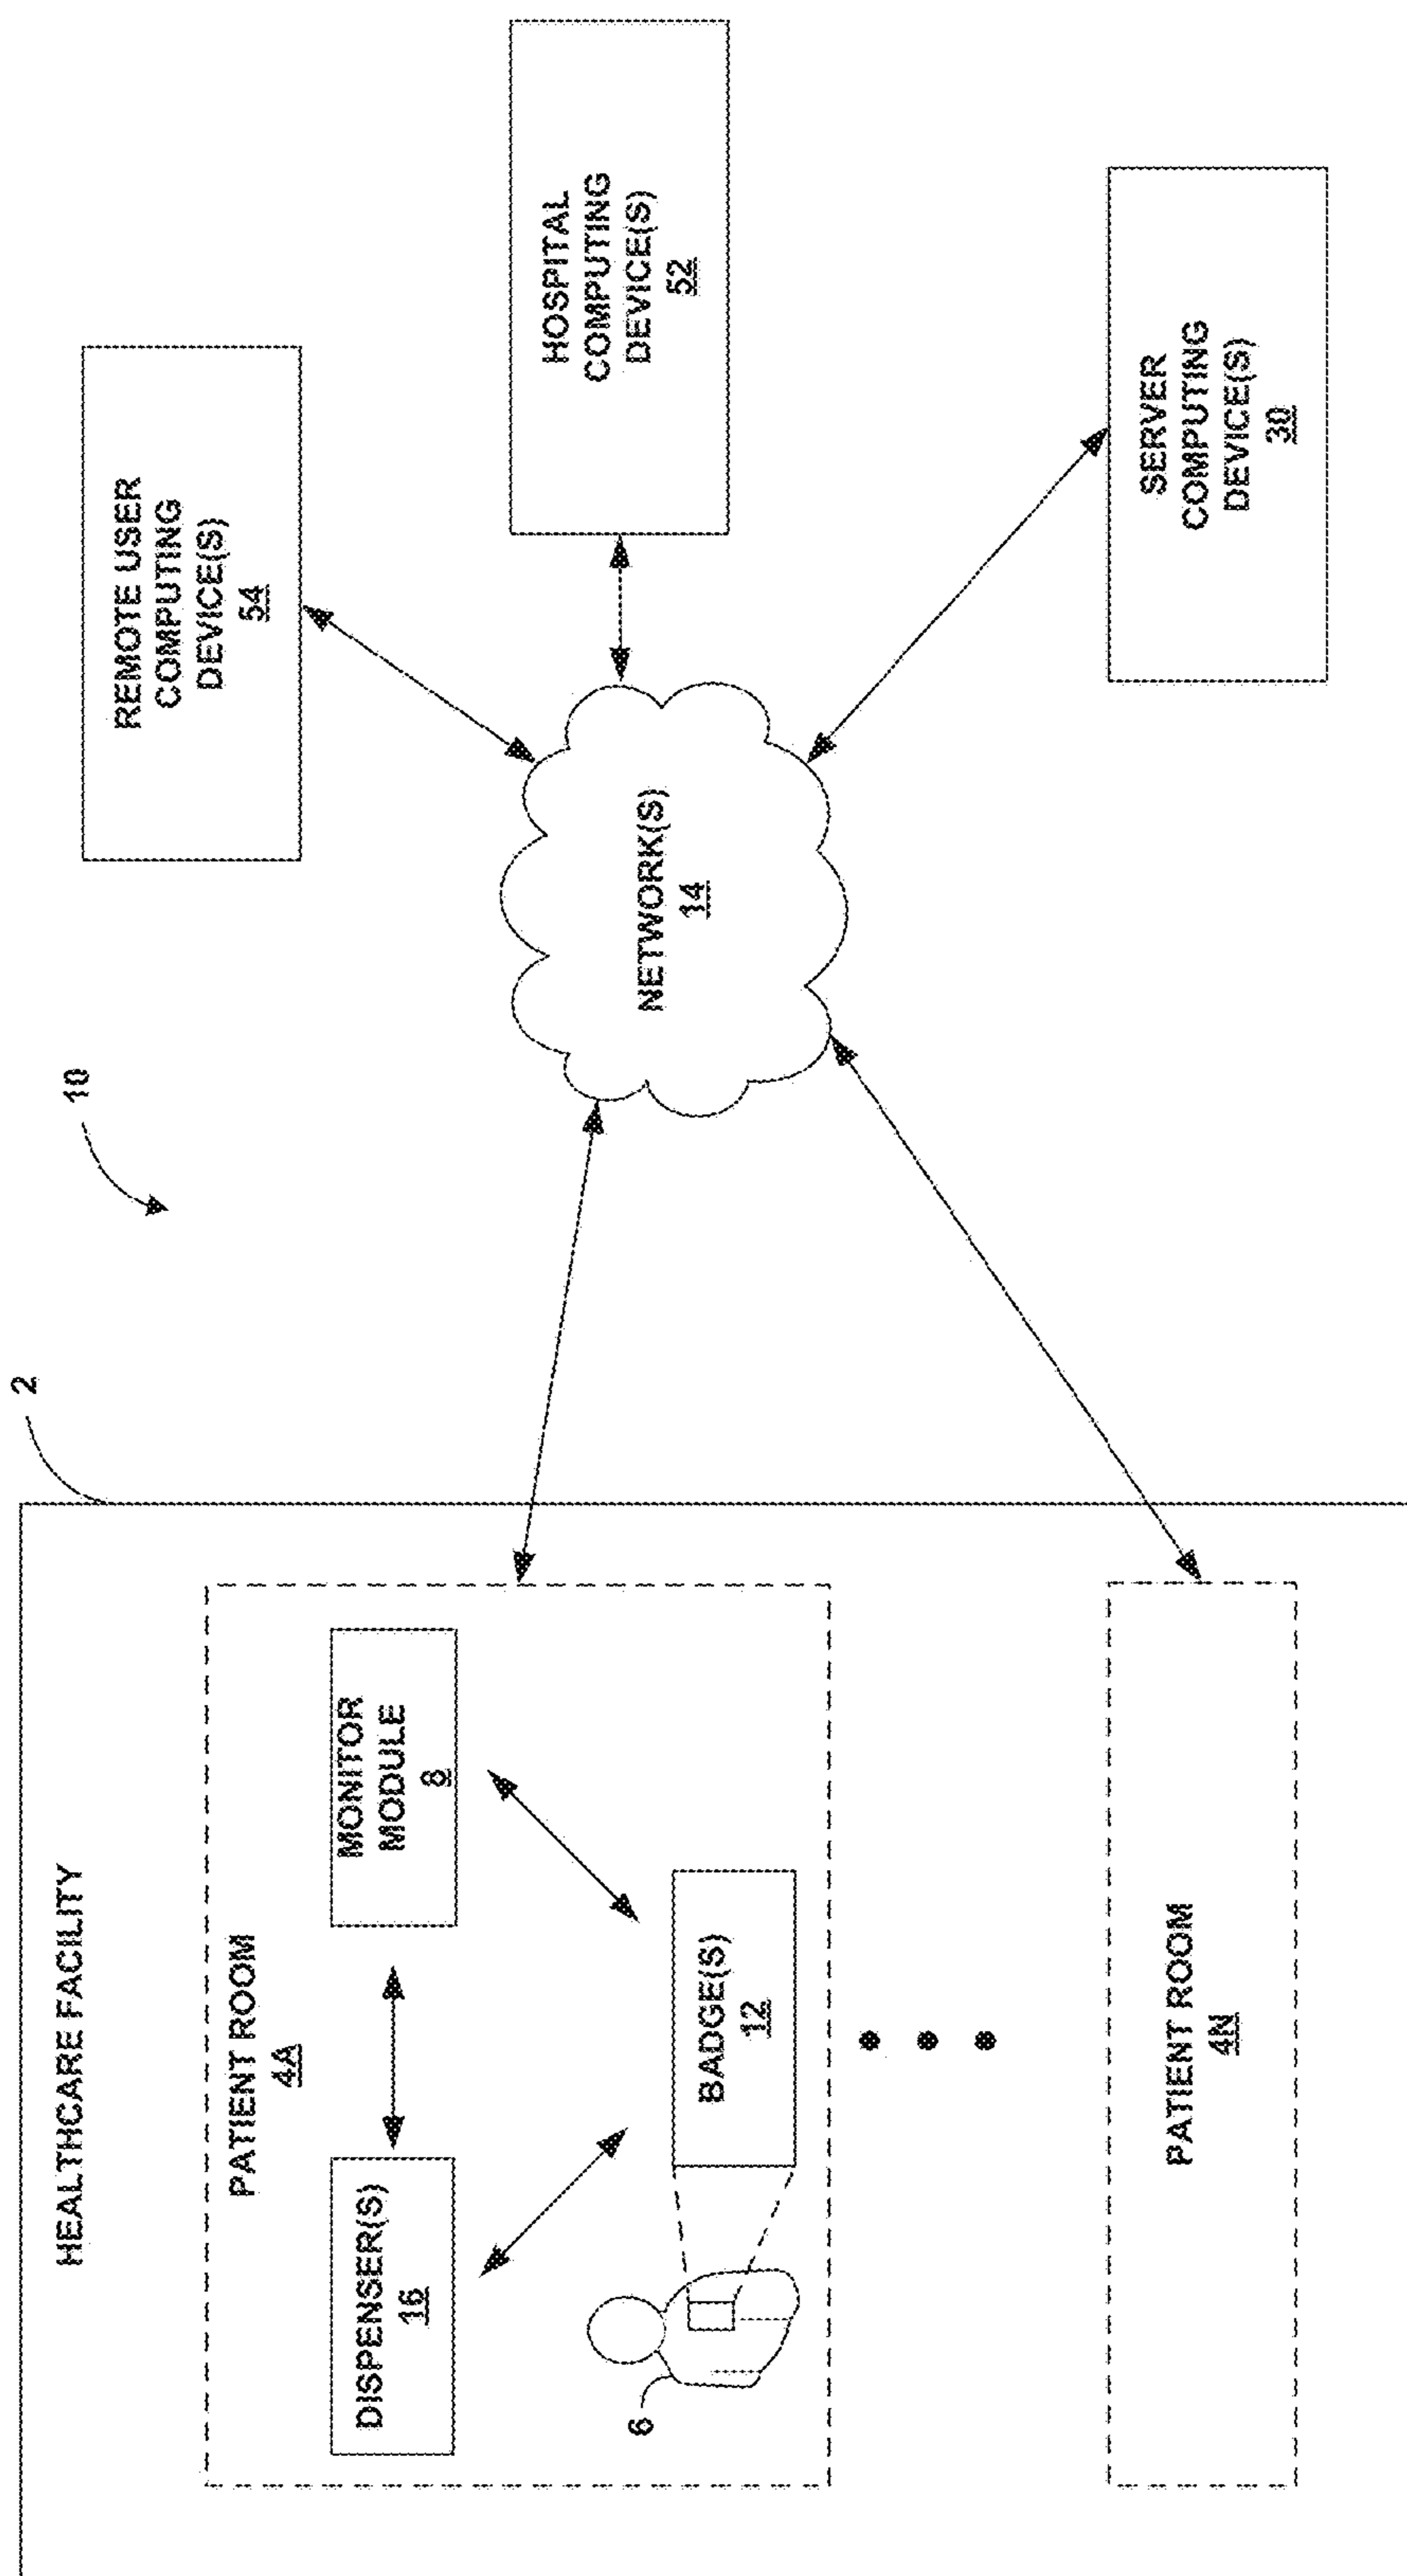 HEALTHCARE FACILITY
2
10
PATIENT ROOM
4A
DISPENSER(S)
16
MONITOR
MODULE
8
6
BADGE(S)
12
PATIENT ROOM
4N
NETWORK(S)
14
REMOTE USER
COMPUTING
DEVICE(S)
54
HOSPITAL
COMPUTING
DEVICE(S)
52
SERVER
COMPUTING
DEVICE(S)
30